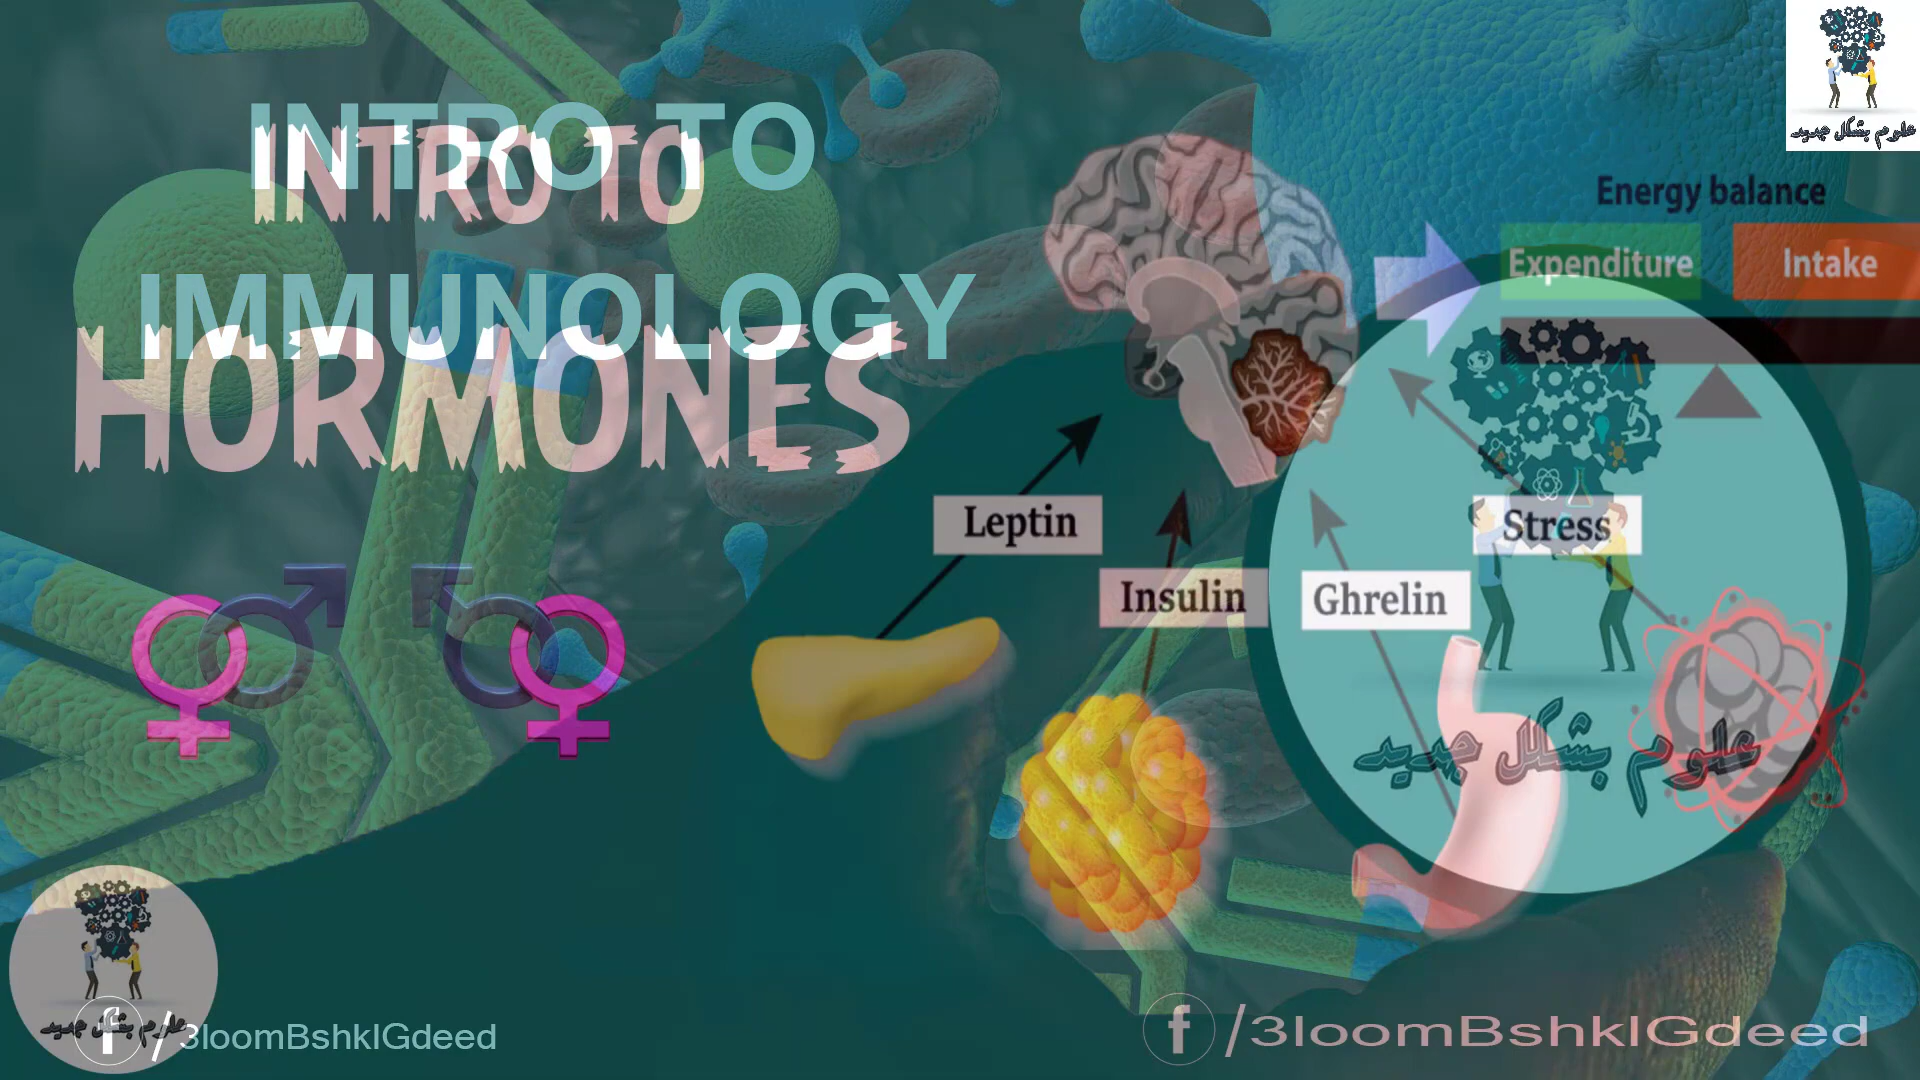 علوم بشكل جديد
INTRO TO
IMMUNOLOGY
INTRO TO
HORMONES
Energy balance
Expenditure
Intake
Leptin
Insulin
Ghrelin
Stress
علوم بشكل جديد
علوم بشكل جديد
f/3loomBshklGdeed
f/3loomBshklGdeed